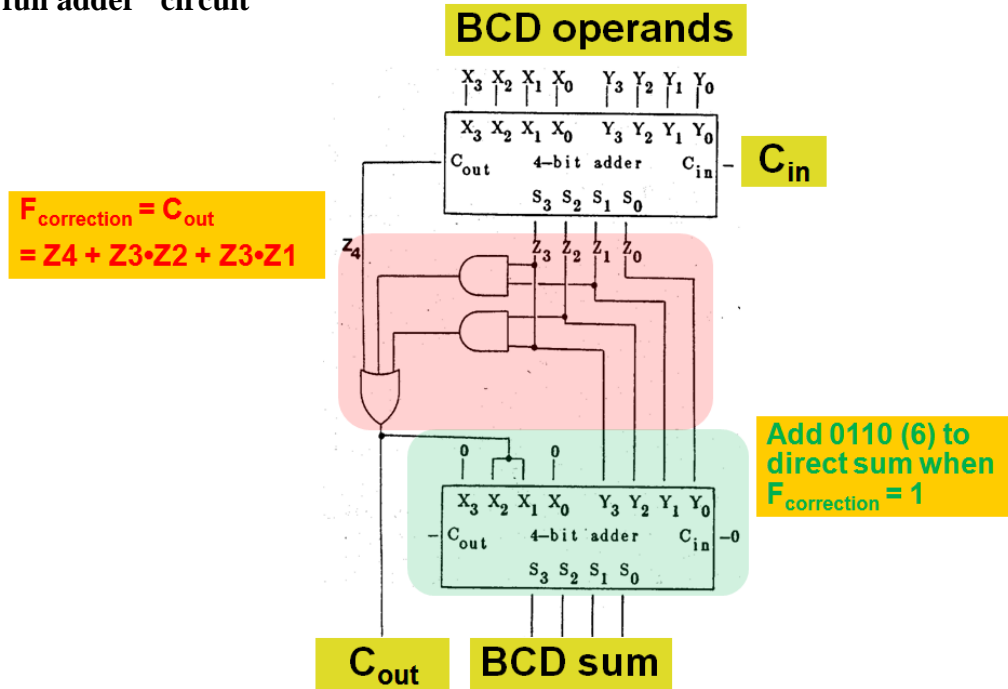 full adder" circuit
BCD operands
X3 X2 X1 X0 Y3 Y2 Y1 Y0
X3 X2 X1 X0 Y3 Y2 Y1 Y0
Cout 4-bit adder Cin
Cin
S3 S2 S1 S0
Fcorrection = Cout
= Z4 + Z3•Z2 + Z3•Z1
Z4 Z3 Z2 Z1 Z0
Add 0110 (6) to
direct sum when
Fcorrection = 1
0 0
X3 X2 X1 X0 Y3 Y2 Y1 Y0
Cout 4-bit adder Cin 0
S3 S2 S1 S0
Cout BCD sum